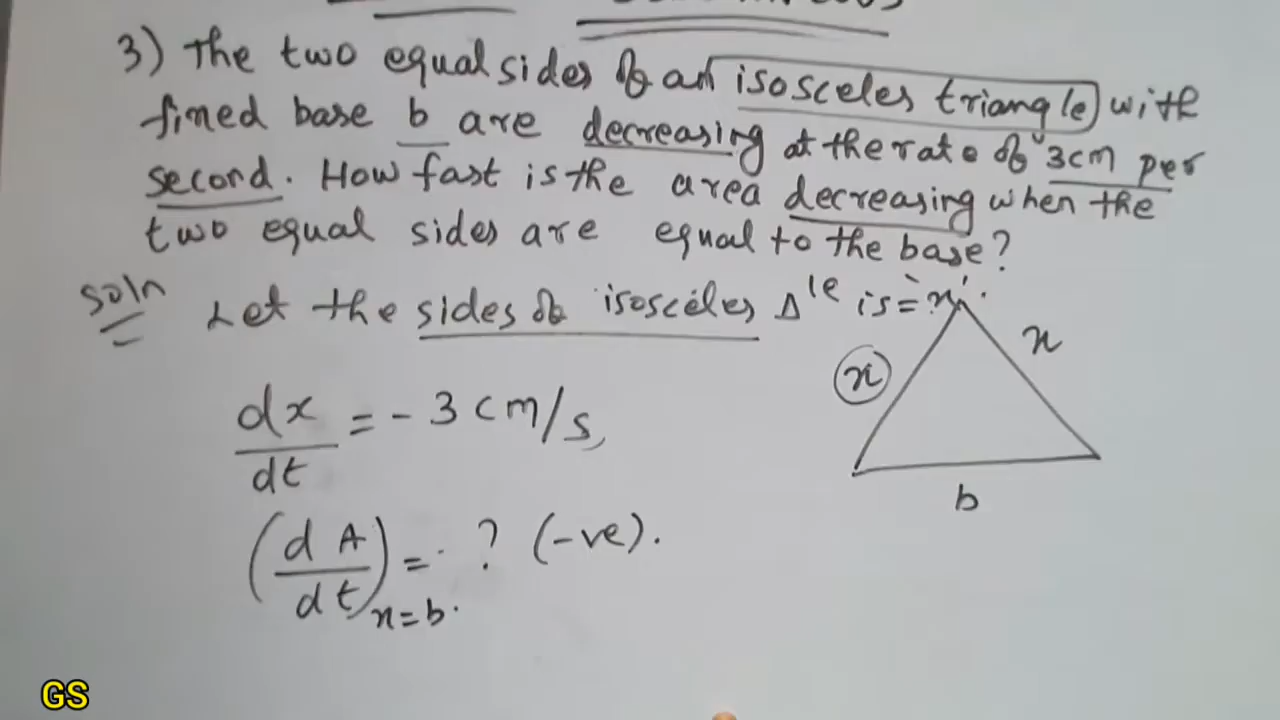 3) The two equal sides of an isosceles triangle with
fixed base b are decreasing at the rate of 3cm per
second. How fast is the area decreasing when the
two equal sides are equal to the base?
Soln
Let the sides of isosceles Δle is = 'x'.
x
x
b
dx/dt = - 3 cm/s,
(dA/dt)x=b. = ? (-ve).
GS